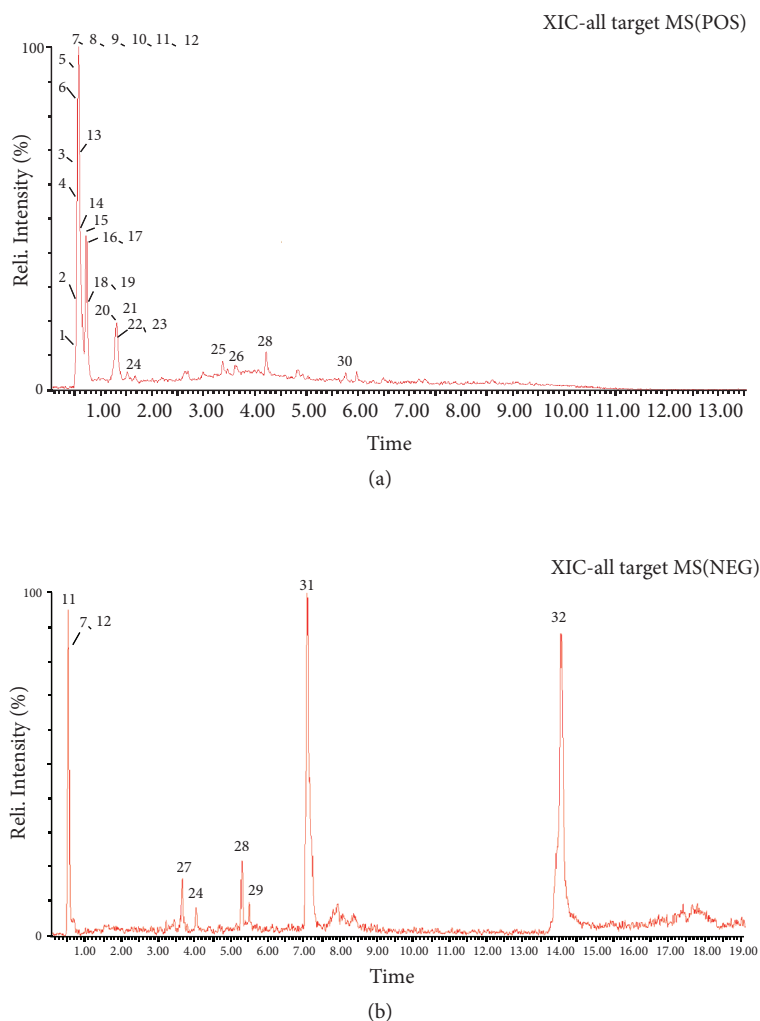 XIC-all target MS(POS)
7 8 9 10 11 12
100
5
6
13
3
4
14
15
16 17
2
18 19
20 21
1
22 23
24
25
26
28
30
0
Reli. Intensity (%)
1.00 2.00 3.00 4.00 5.00 6.00 7.00 8.00 9.00 10.00 11.00 12.00 13.0
Time
(a)
XIC-all target MS(NEG)
100
11
7 12
31
32
27
24
28
29
0
Reli. Intensity (%)
1.00 2.00 3.00 4.00 5.00 6.00 7.00 8.00 9.00 10.00 11.00 12.00 13.00 14.00 15.00 16.00 17.00 18.00 19.00
Time
(b)